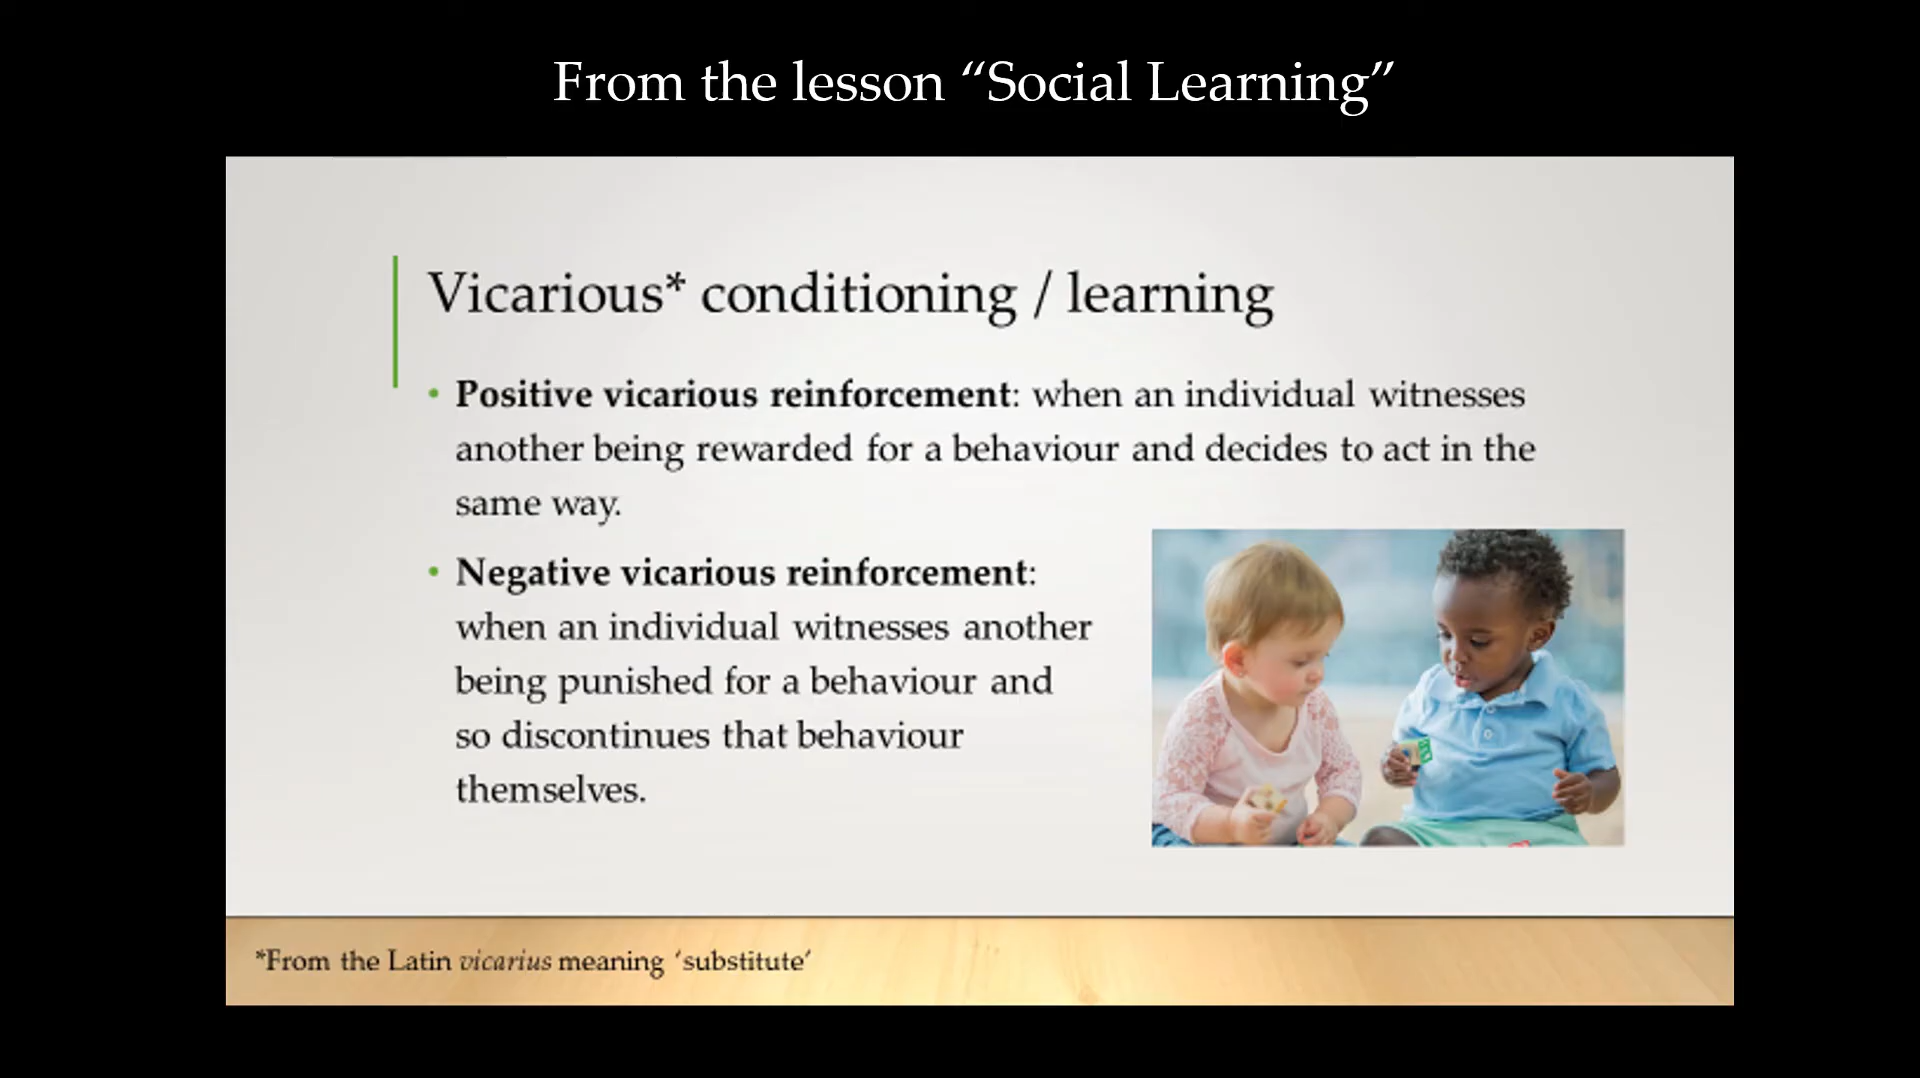 From the lesson “Social Learning”
Vicarious* conditioning / learning
• Positive vicarious reinforcement: when an individual witnesses
another being rewarded for a behaviour and decides to act in the
same way.
• Negative vicarious reinforcement:
when an individual witnesses another
being punished for a behaviour and
so discontinues that behaviour
themselves.
*From the Latin vicarius meaning ‘substitute’